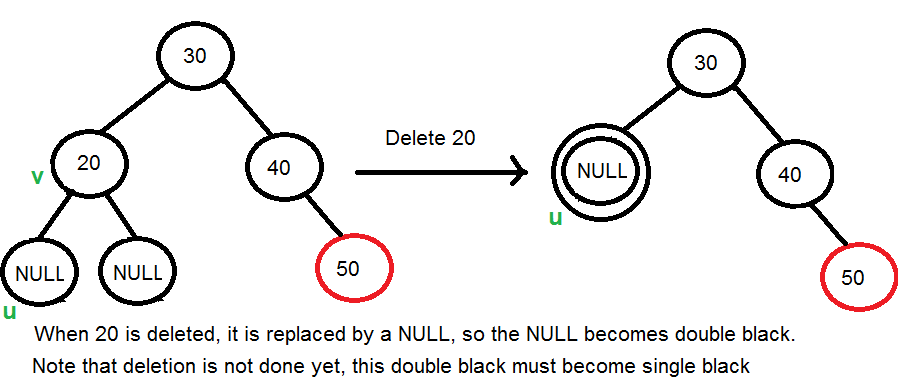 30
30
Delete 20
v
20
40
NULL
40
u
NULL
NULL
50
50
u
When 20 is deleted, it is replaced by a NULL, so the NULL becomes double black.
Note that deletion is not done yet, this double black must become single black